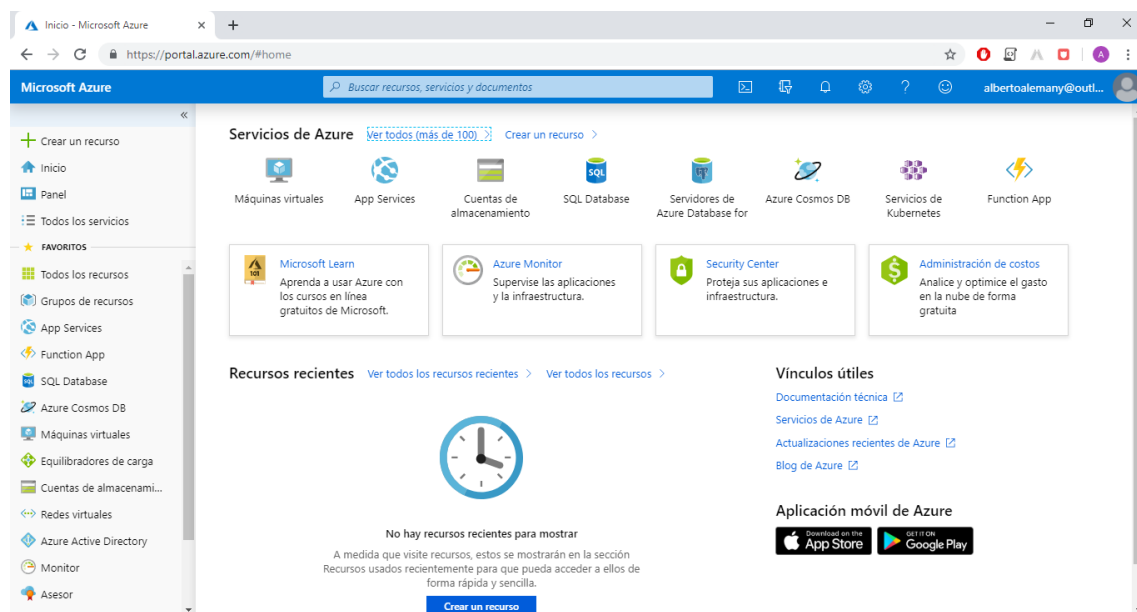 Inicio - Microsoft Azure
https://portal.azure.com/#home
A
Microsoft Azure
Buscar recursos, servicios y documentos
albertoalemany@outl...
Crear un recurso
Inicio
Panel
Todos los servicios
FAVORITOS
Todos los recursos
Grupos de recursos
App Services
Function App
SQL Database
Azure Cosmos DB
Máquinas virtuales
Equilibradores de carga
Cuentas de almacenami...
Redes virtuales
Azure Active Directory
Monitor
Asesor
Servicios de Azure Ver todos (más de 100) > Crear un recurso >
SQL
Máquinas virtuales
App Services
Cuentas de
almacenamiento
SQL Database
Servidores de
Azure Database for
Azure Cosmos DB
Servicios de
Kubernetes
Function App
101
Microsoft Learn
Aprenda a usar Azure con
los cursos en línea
gratuitos de Microsoft.
Azure Monitor
Supervise las aplicaciones
y la infraestructura.
Security Center
Proteja sus aplicaciones e
infraestructura.
Administración de costos
Analice y optimice el gasto
en la nube de forma
gratuita
Recursos recientes Ver todos los recursos recientes > Ver todos los recursos >
No hay recursos recientes para mostrar
A medida que visite recursos, estos se mostrarán en la sección
Recursos usados recientemente para que pueda acceder a ellos de
forma rápida y sencilla.
Crear un recurso
Vínculos útiles
Documentación técnica
Servicios de Azure
Actualizaciones recientes de Azure
Blog de Azure
Aplicación móvil de Azure
Download on the
App Store
GET IT ON
Google Play